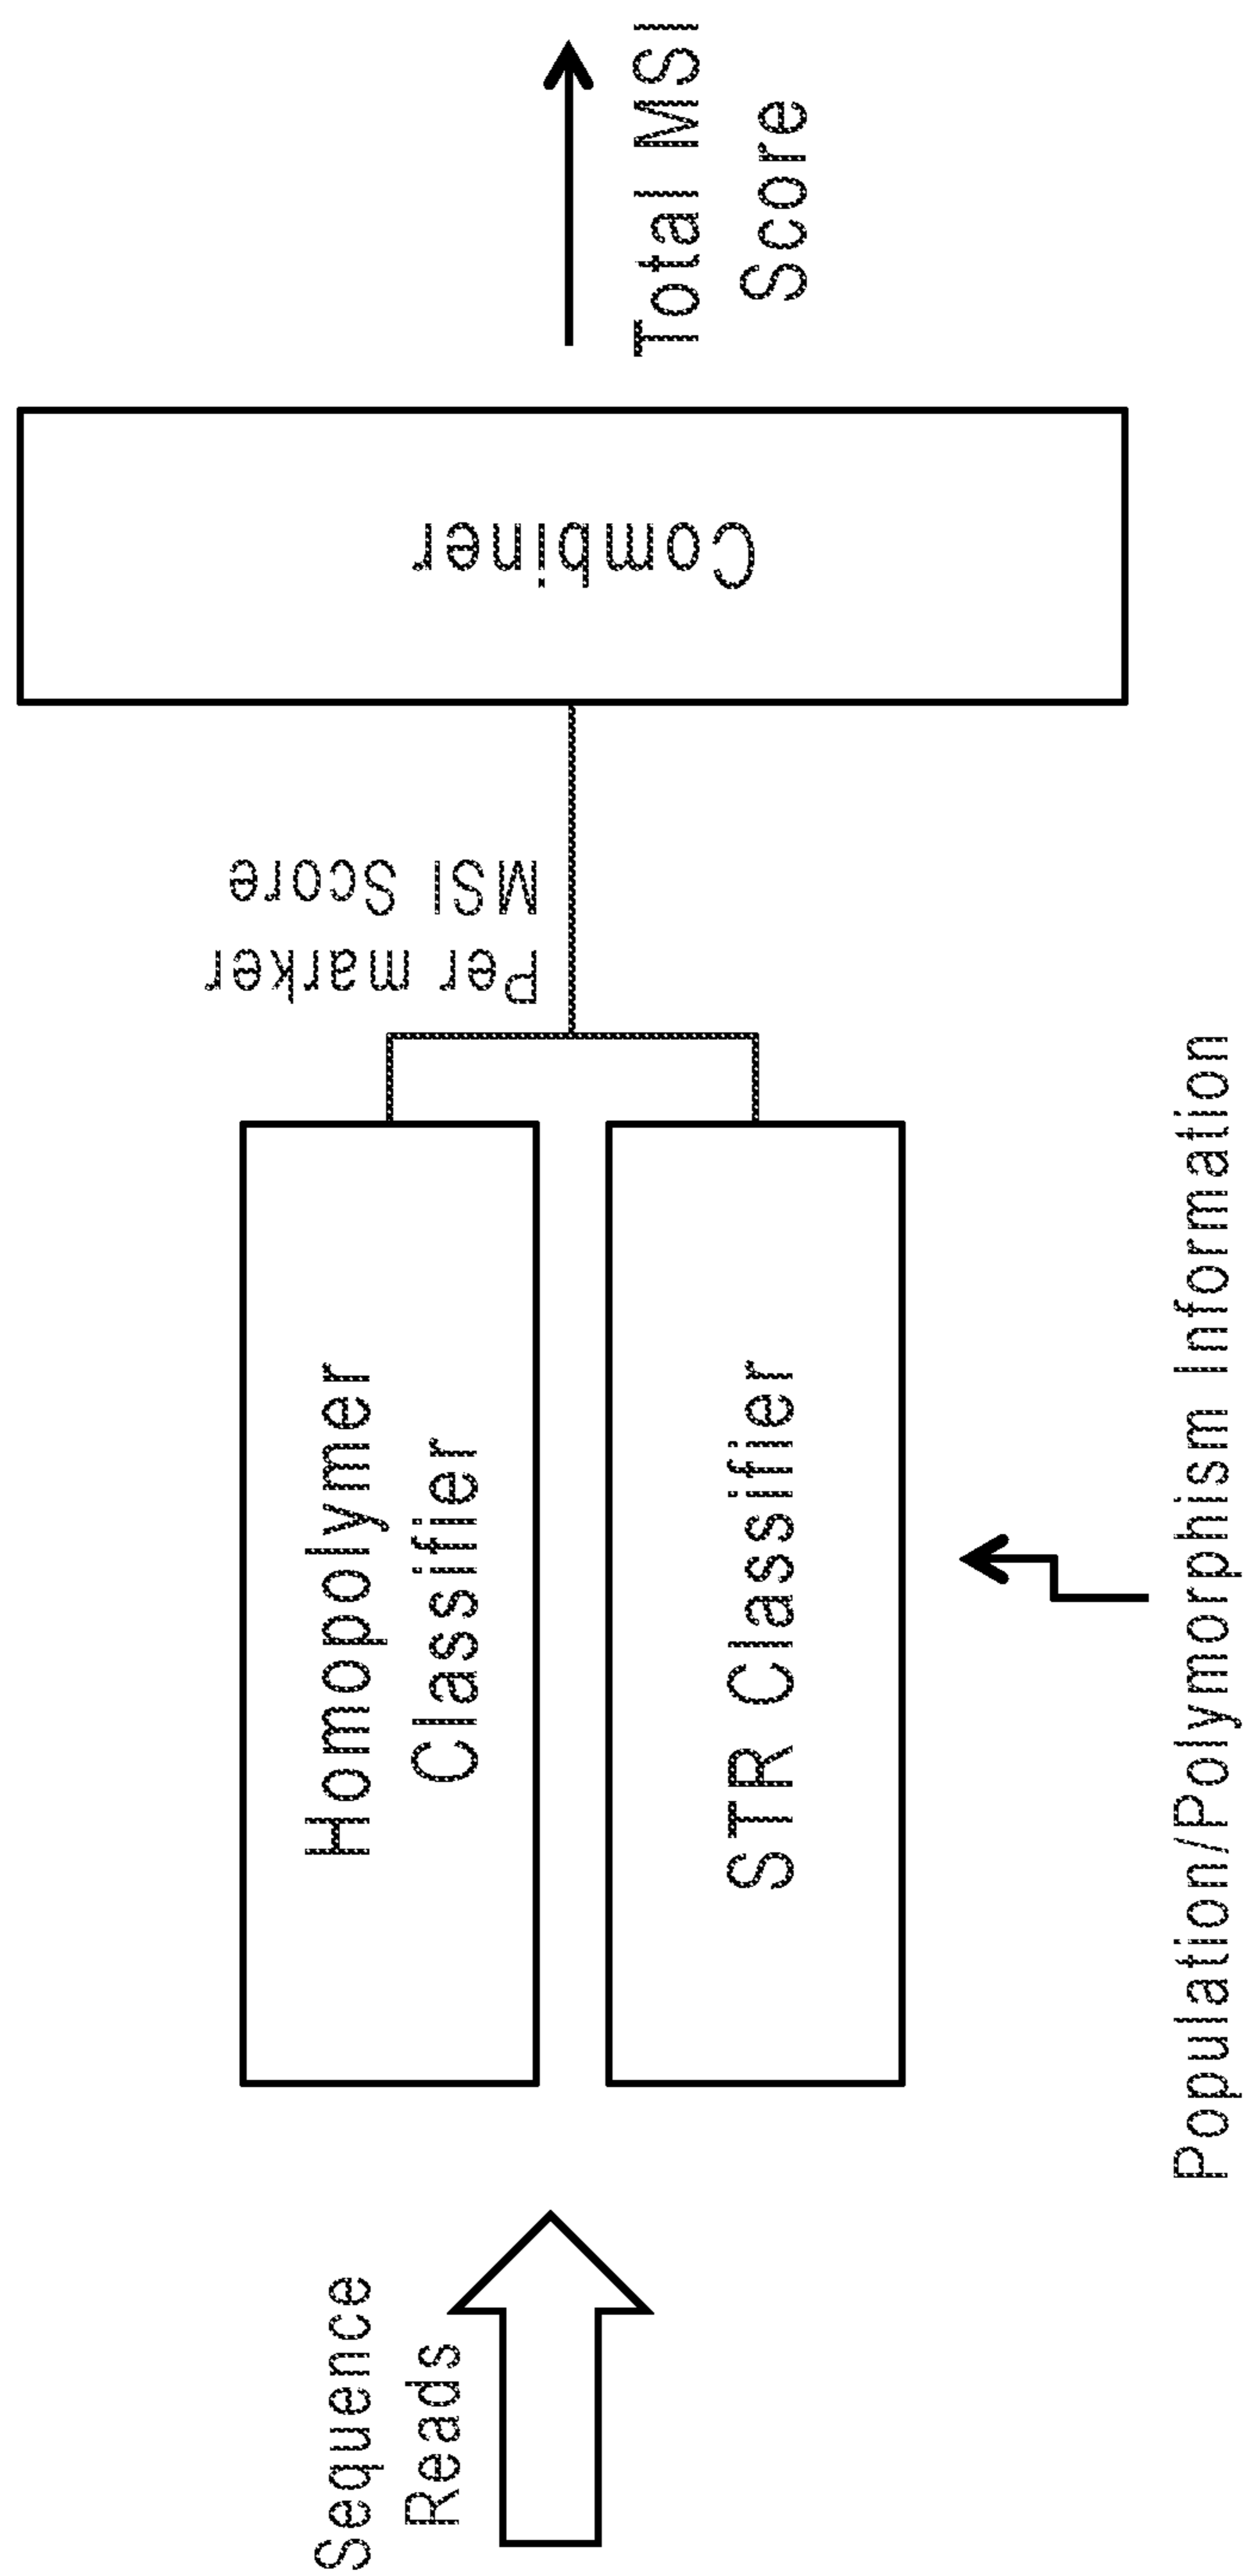 Sequence
Reads
Homopolymer
Classifier
STR Classifier
Population/Polymorphism Information
Per marker
MSI Score
Combiner
Total MSI
Score